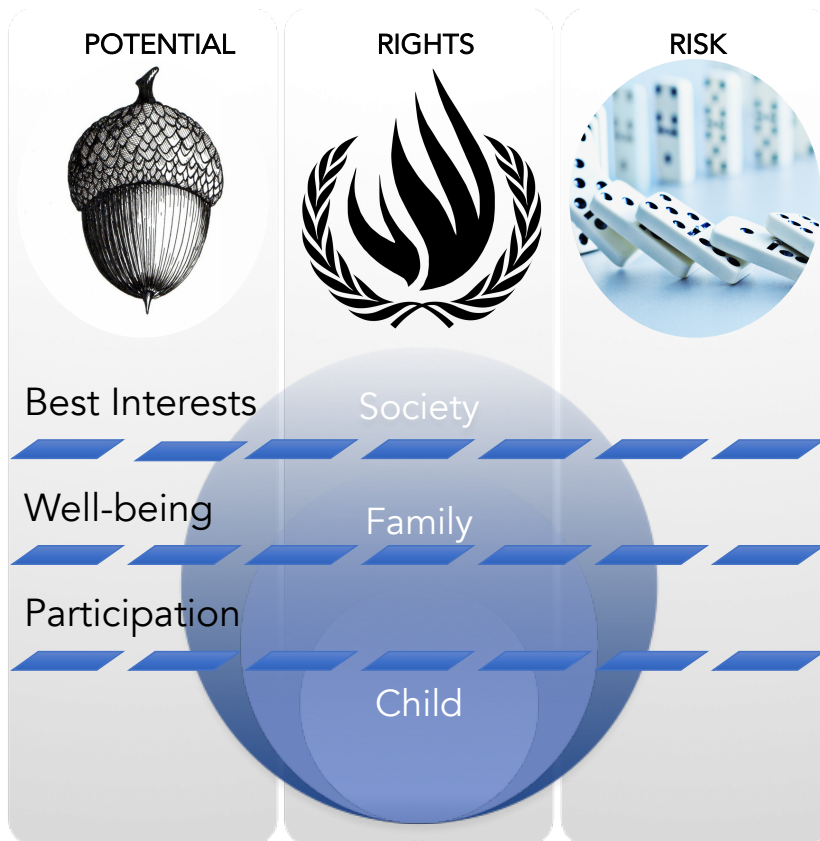 POTENTIAL
RIGHTS
RISK
Best Interests
Society
Well-being
Family
Participation
Child